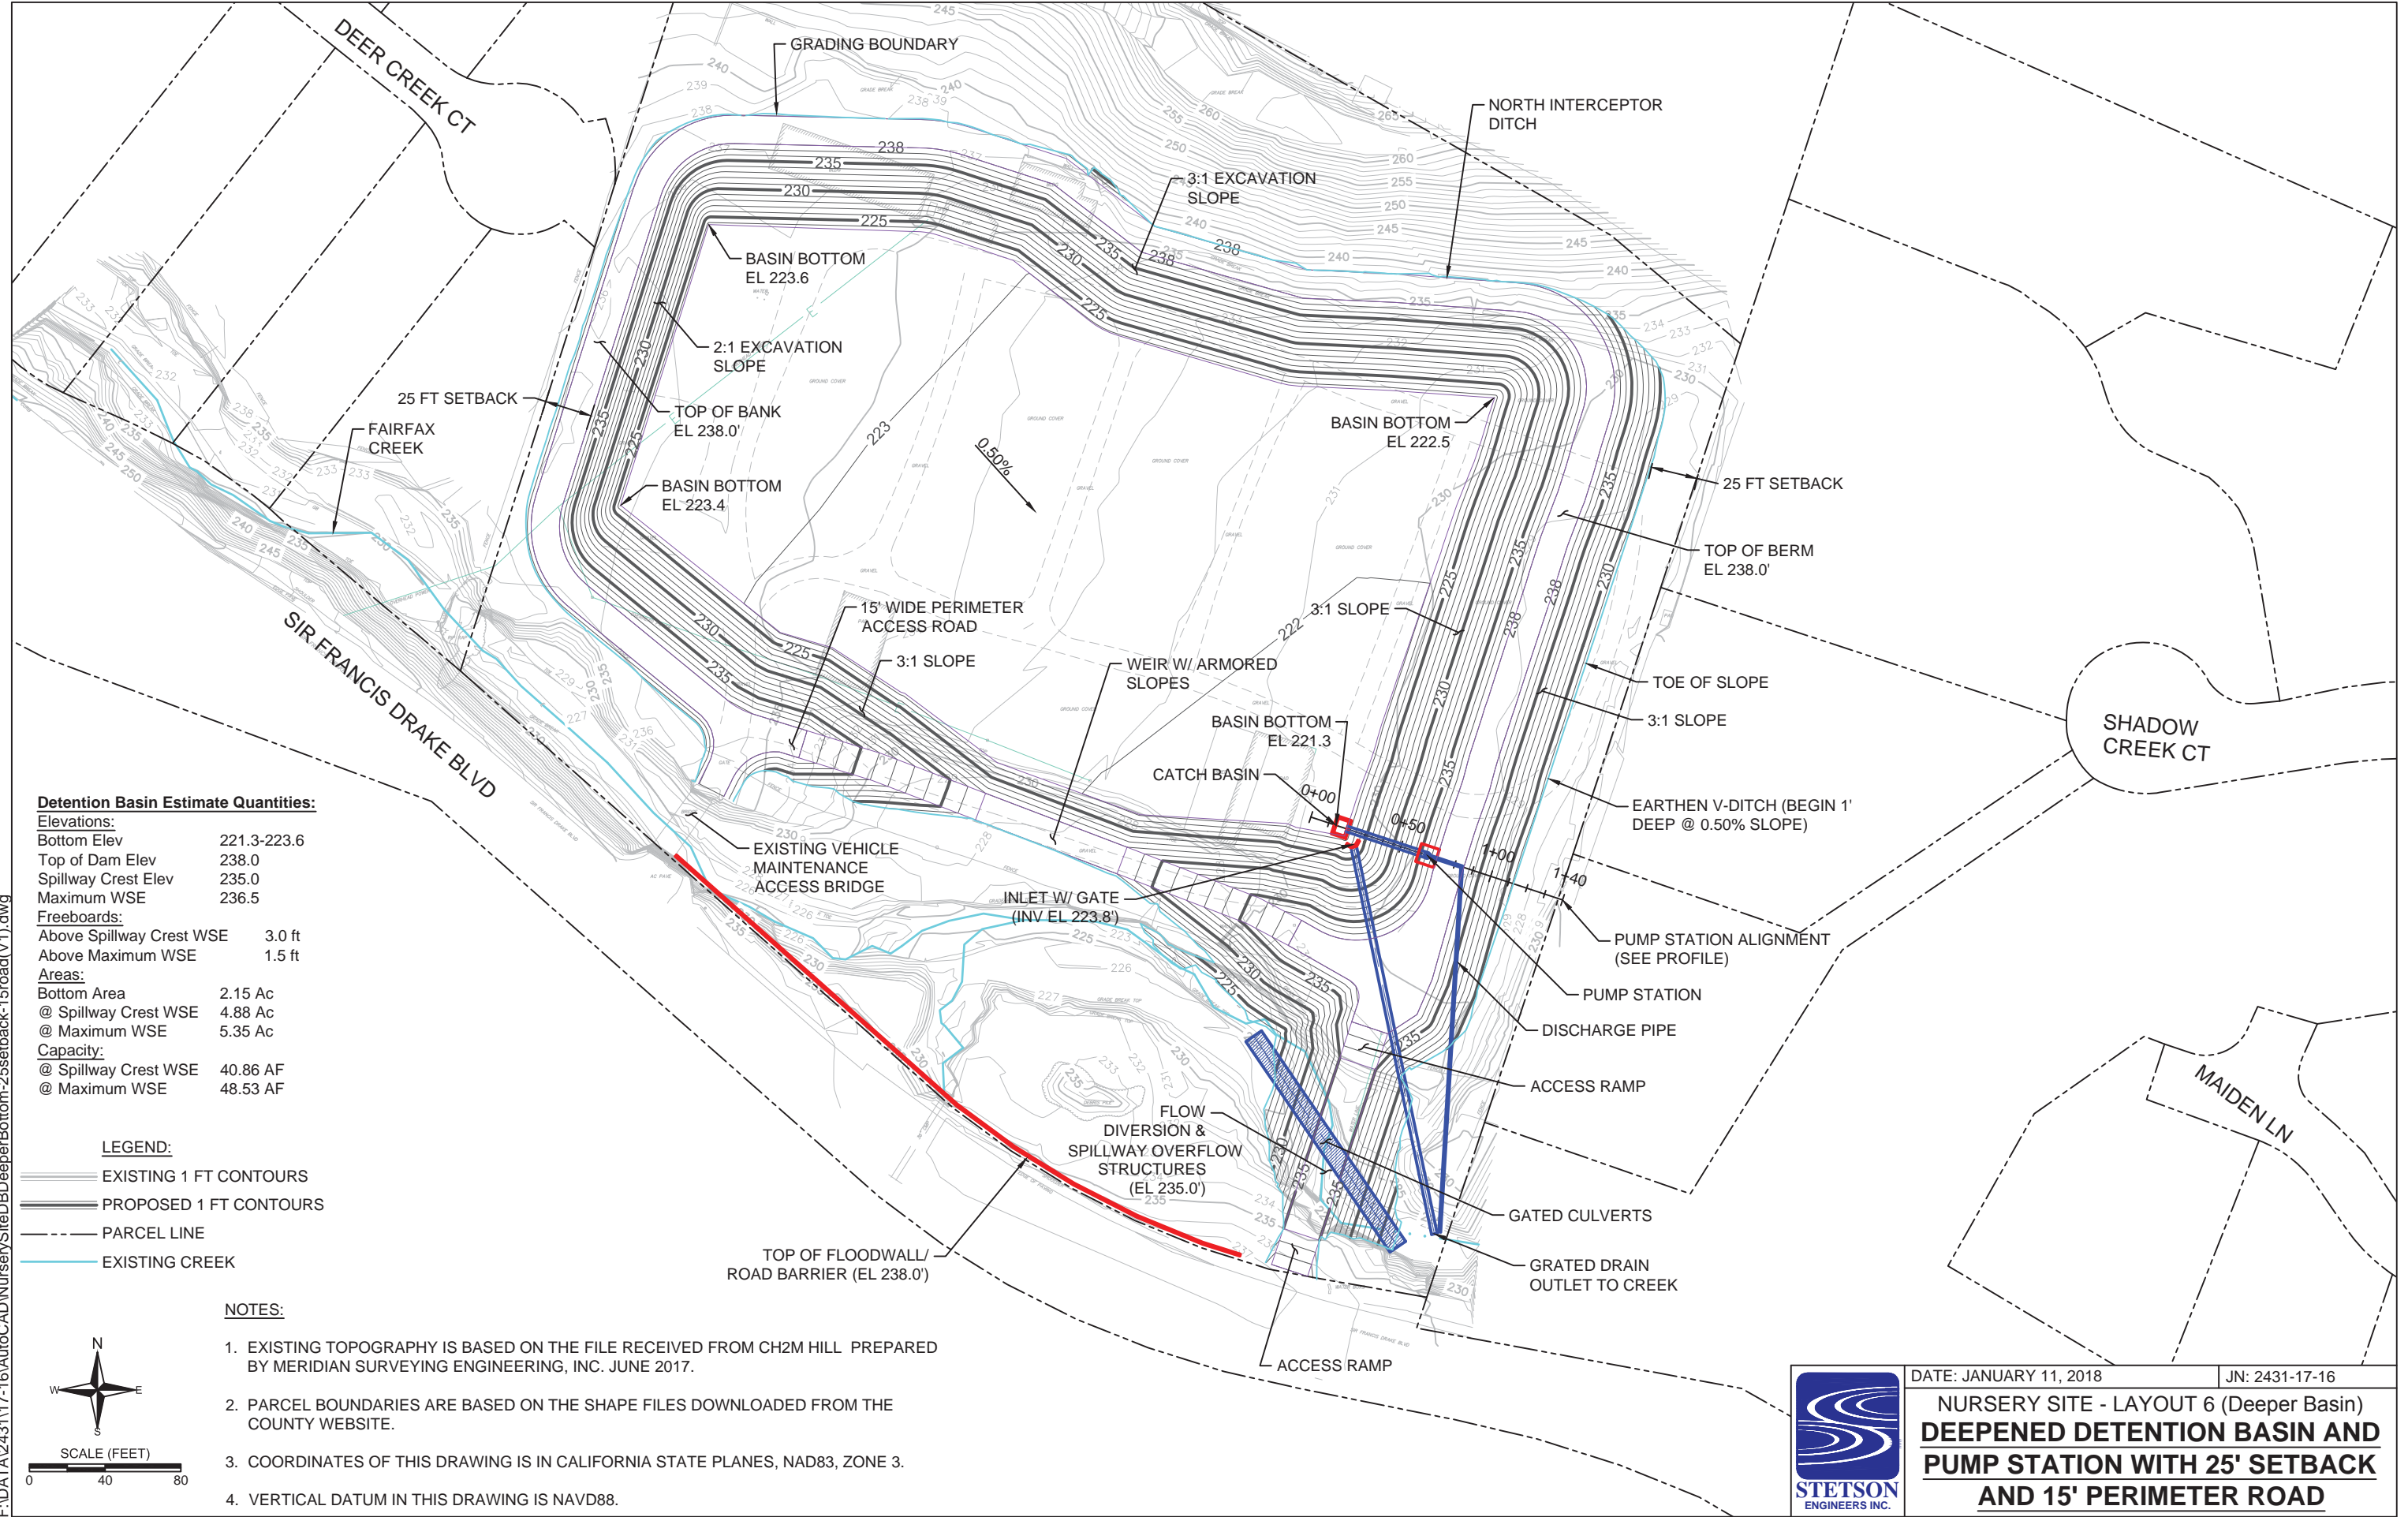 DEER CREEK CT
GRADING BOUNDARY
NORTH INTERCEPTOR
DITCH
3:1 EXCAVATION
SLOPE
BASIN BOTTOM
EL 223.6
2:1 EXCAVATION
SLOPE
25 FT SETBACK
TOP OF BANK
EL 238.0'
FAIRFAX
CREEK
BASIN BOTTOM
EL 223.4
223
0.50%
BASIN BOTTOM
EL 222.5
25 FT SETBACK
TOP OF BERM
EL 238.0'
SIR FRANCIS DRAKE BLVD
15' WIDE PERIMETER
ACCESS ROAD
3:1 SLOPE
3:1 SLOPE
222
WEIR W/ ARMORED
SLOPES
TOE OF SLOPE
3:1 SLOPE
SHADOW
CREEK CT
BASIN BOTTOM
EL 221.3
CATCH BASIN
0+00
0+50
1+00
1+40
EARTHEN V-DITCH (BEGIN 1'
DEEP @ 0.50% SLOPE)
EXISTING VEHICLE
MAINTENANCE
ACCESS BRIDGE
INLET W/ GATE
(INV EL 223.8')
PUMP STATION ALIGNMENT
(SEE PROFILE)
PUMP STATION
DISCHARGE PIPE
ACCESS RAMP
MAIDEN LN
FLOW
DIVERSION &
SPILLWAY OVERFLOW
STRUCTURES
(EL 235.0')
GATED CULVERTS
GRATED DRAIN
OUTLET TO CREEK
TOP OF FLOODWALL/
ROAD BARRIER (EL 238.0')
ACCESS RAMP
Detention Basin Estimate Quantities:
Elevations:
Bottom Elev 221.3-223.6
Top of Dam Elev 238.0
Spillway Crest Elev 235.0
Maximum WSE 236.5
Freeboards:
Above Spillway Crest WSE 3.0 ft
Above Maximum WSE 1.5 ft
Areas:
Bottom Area 2.15 Ac
@ Spillway Crest WSE 4.88 Ac
@ Maximum WSE 5.35 Ac
Capacity:
@ Spillway Crest WSE 40.86 AF
@ Maximum WSE 48.53 AF
LEGEND:
EXISTING 1 FT CONTOURS
PROPOSED 1 FT CONTOURS
PARCEL LINE
EXISTING CREEK
NOTES:
1. EXISTING TOPOGRAPHY IS BASED ON THE FILE RECEIVED FROM CH2M HILL PREPARED
BY MERIDIAN SURVEYING ENGINEERING, INC. JUNE 2017.
2. PARCEL BOUNDARIES ARE BASED ON THE SHAPE FILES DOWNLOADED FROM THE
COUNTY WEBSITE.
3. COORDINATES OF THIS DRAWING IS IN CALIFORNIA STATE PLANES, NAD83, ZONE 3.
4. VERTICAL DATUM IN THIS DRAWING IS NAVD88.
N
W E
S
SCALE (FEET)
0 40 80
STETSON
ENGINEERS INC.
DATE: JANUARY 11, 2018
JN: 2431-17-16
NURSERY SITE - LAYOUT 6 (Deeper Basin)
DEEPENED DETENTION BASIN AND
PUMP STATION WITH 25' SETBACK
AND 15' PERIMETER ROAD